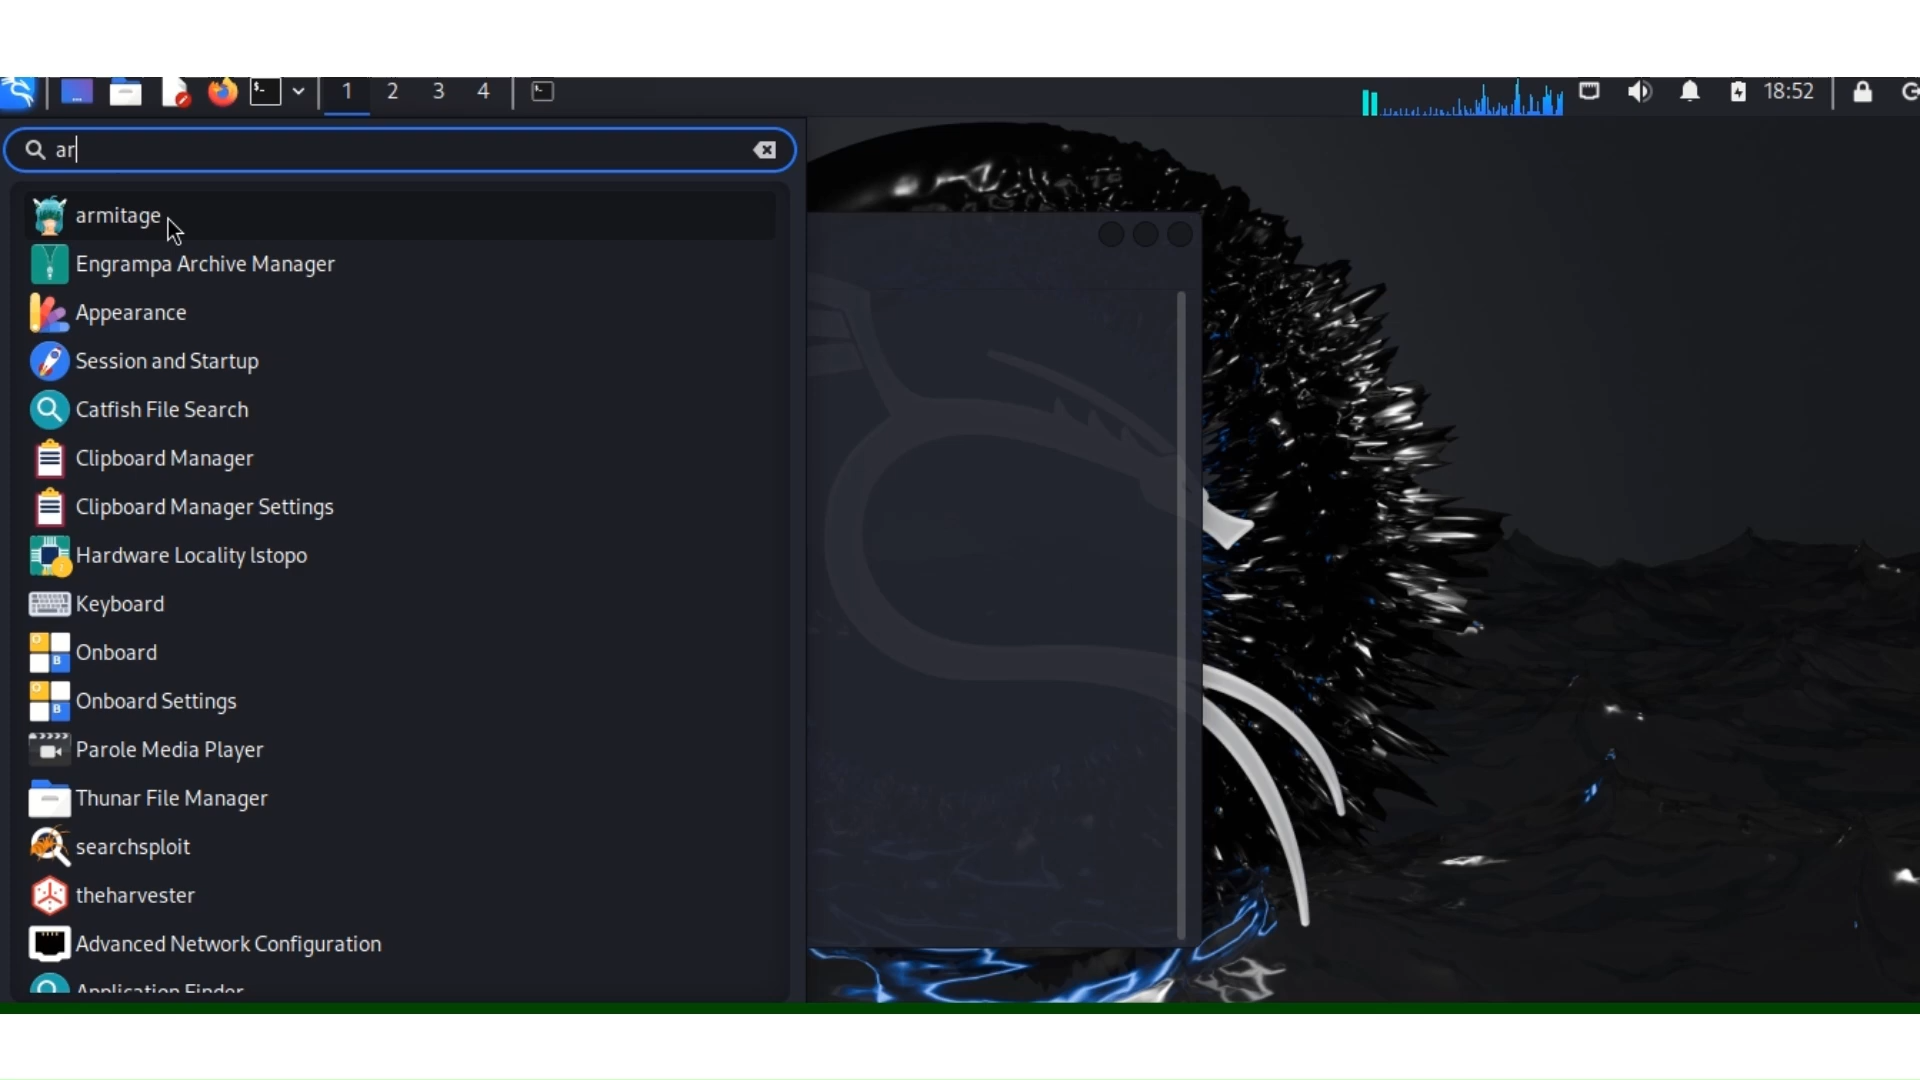 1 2 3 4
18:52
ar
armitage
Engrampa Archive Manager
Appearance
Session and Startup
Catfish File Search
Clipboard Manager
Clipboard Manager Settings
Hardware Locality lstopo
Keyboard
Onboard
Onboard Settings
Parole Media Player
Thunar File Manager
searchsploit
theharvester
Advanced Network Configuration
Application Finder